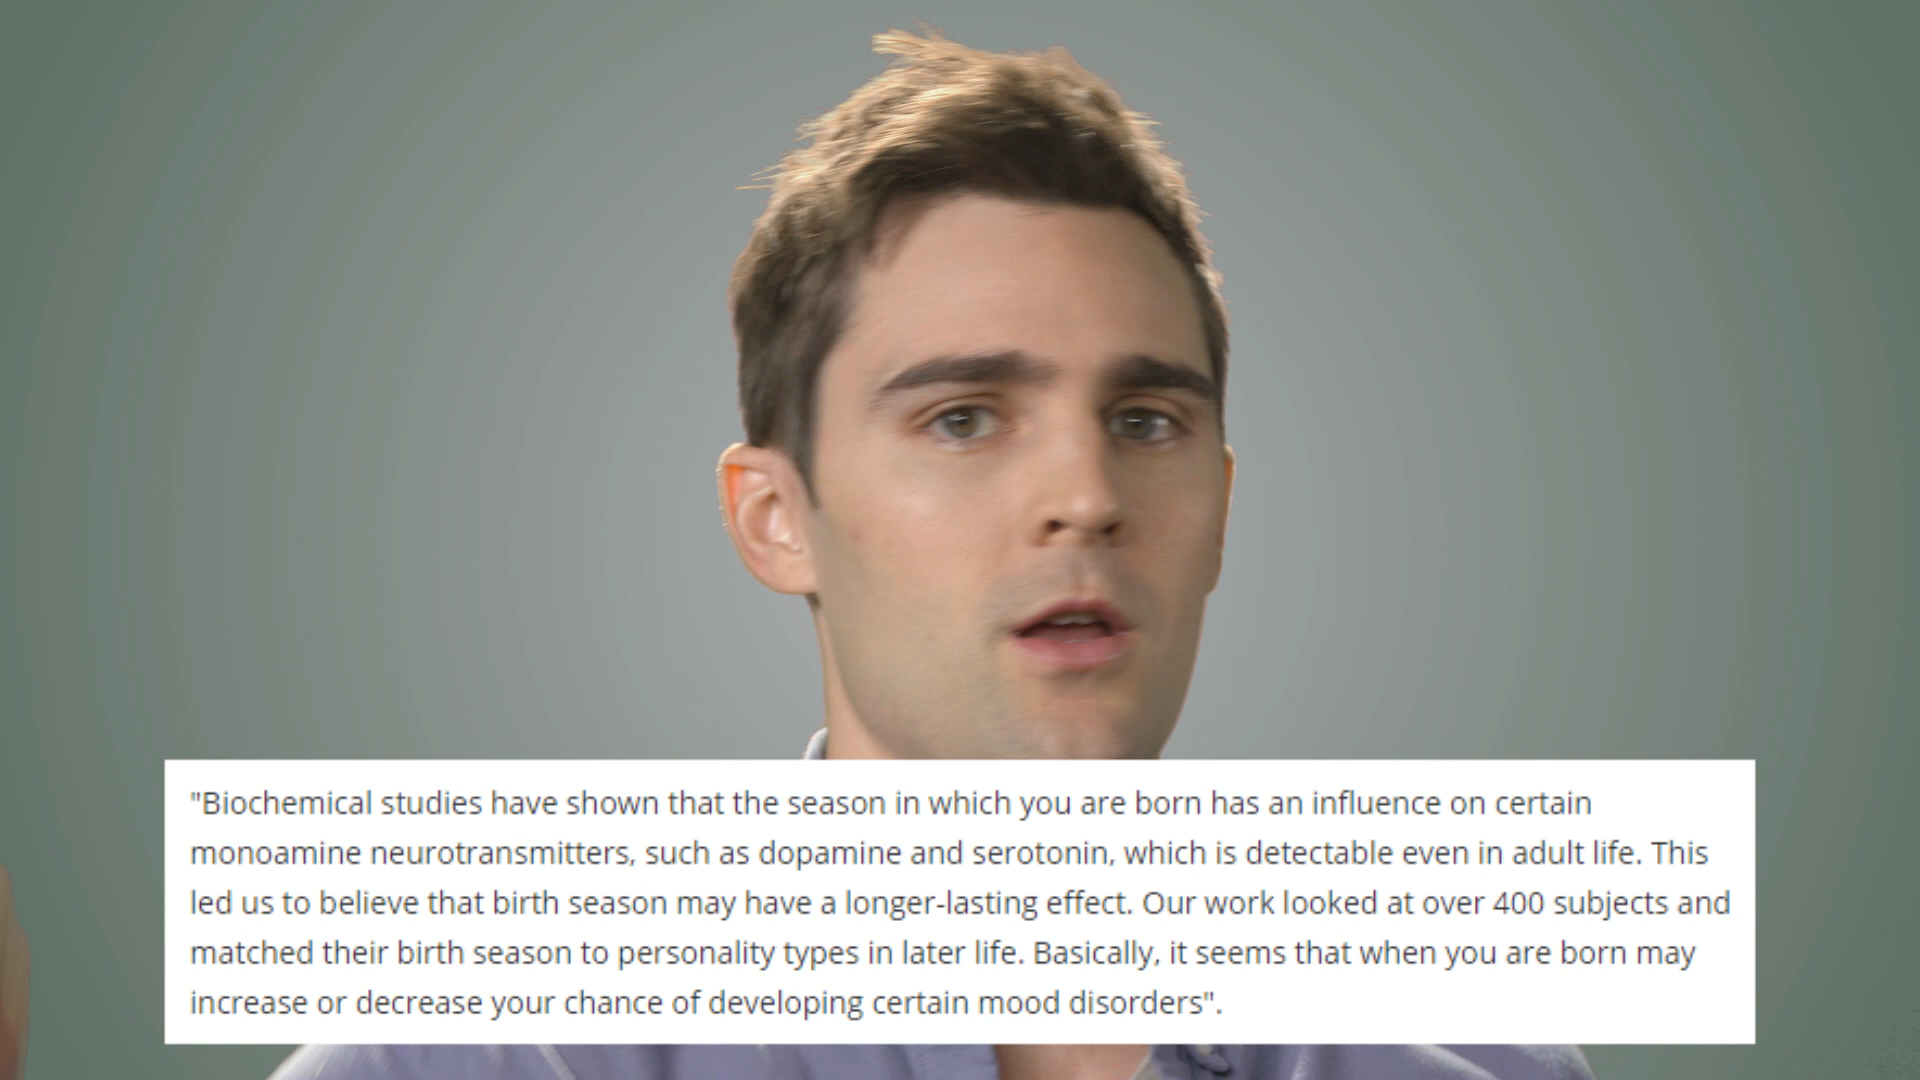 "Biochemical studies have shown that the season in which you are born has an influence on certain
monoamine neurotransmitters, such as dopamine and serotonin, which is detectable even in adult life. This
led us to believe that birth season may have a longer-lasting effect. Our work looked at over 400 subjects and
matched their birth season to personality types in later life. Basically, it seems that when you are born may
increase or decrease your chance of developing certain mood disorders".